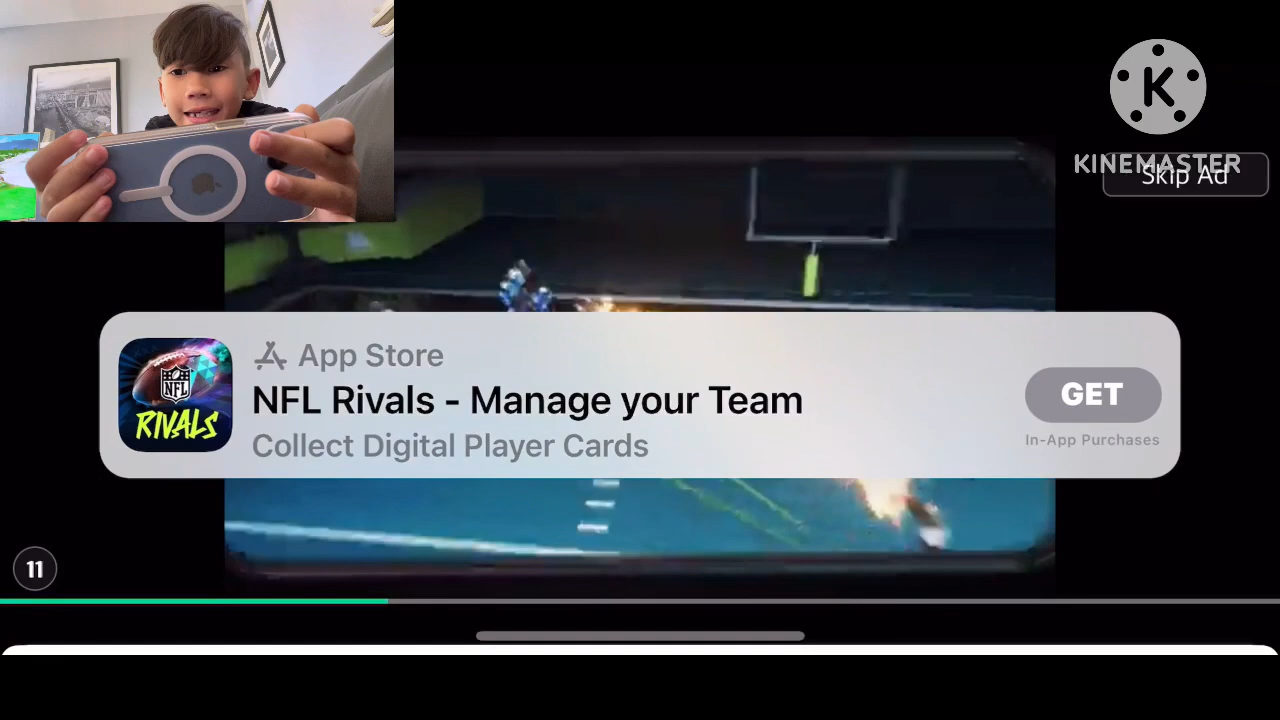 KINEMASTER
Skip Ad
App Store
NFL Rivals - Manage your Team
Collect Digital Player Cards
GET
In-App Purchases
NFL
RIVALS
11